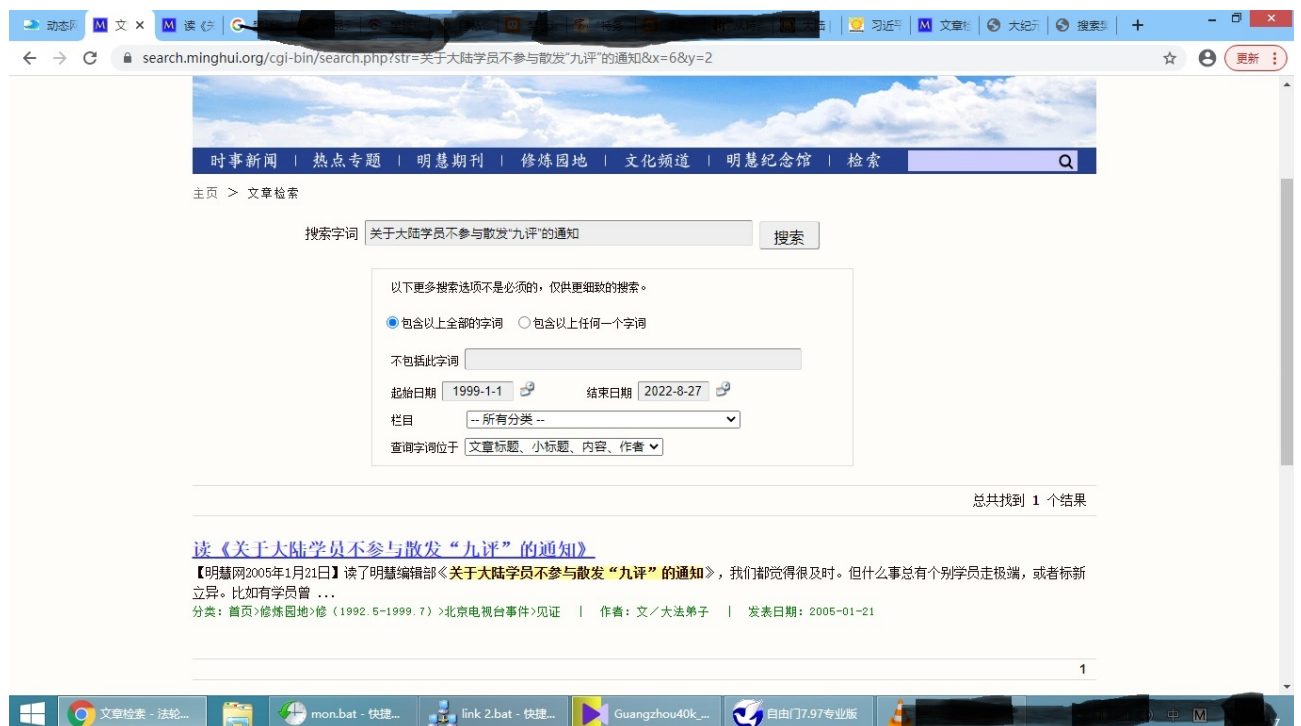 动态网
文
读《关
习近平
文章检
大纪元
搜索
search.minghui.org/cgi-bin/search.php?str=关于大陆学员不参与散发"九评"的通知&x=6&y=2
更新
时事新闻 | 热点专题 | 明慧期刊 | 修炼园地 | 文化频道 | 明慧纪念馆 | 检索
主页 > 文章检索
搜索字词 关于大陆学员不参与散发"九评"的通知 搜索
以下更多搜索选项不是必须的，仅供更细致的搜索。
包含以上全部的字词 包含以上任何一个字词
不包括此字词
起始日期 1999-1-1 结束日期 2022-8-27
栏目 -- 所有分类 --
查询字词位于 文章标题、小标题、内容、作者
总共找到 1 个结果
读《关于大陆学员不参与散发“九评”的通知》
【明慧网2005年1月21日】读了明慧编辑部《关于大陆学员不参与散发“九评”的通知》，我们都觉得很及时。但什么事总有个别学员走极端，或者标新
立异。比如有学员曾 ...
分类：首页>修炼园地>修（1992.5-1999.7）>北京电视台事件>见证 | 作者：文／大法弟子 | 发表日期：2005-01-21
1
文章检索 - 法轮... mon.bat - 快捷... link 2.bat - 快捷... Guangzhou40k_... 自由门7.97专业版 中 M